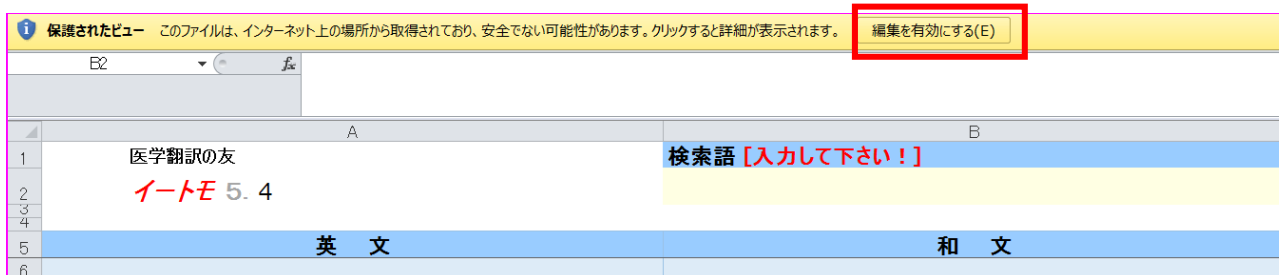 保護されたビュー このファイルは、インターネット上の場所から取得されており、安全でない可能性があります。クリックすると詳細が表示されます。 編集を有効にする(E)
B2 fx
A B
1 医学翻訳の友 検索語 [入力して下さい！]
2 イートモ 5.4
3
4
5 英 文 和 文
6